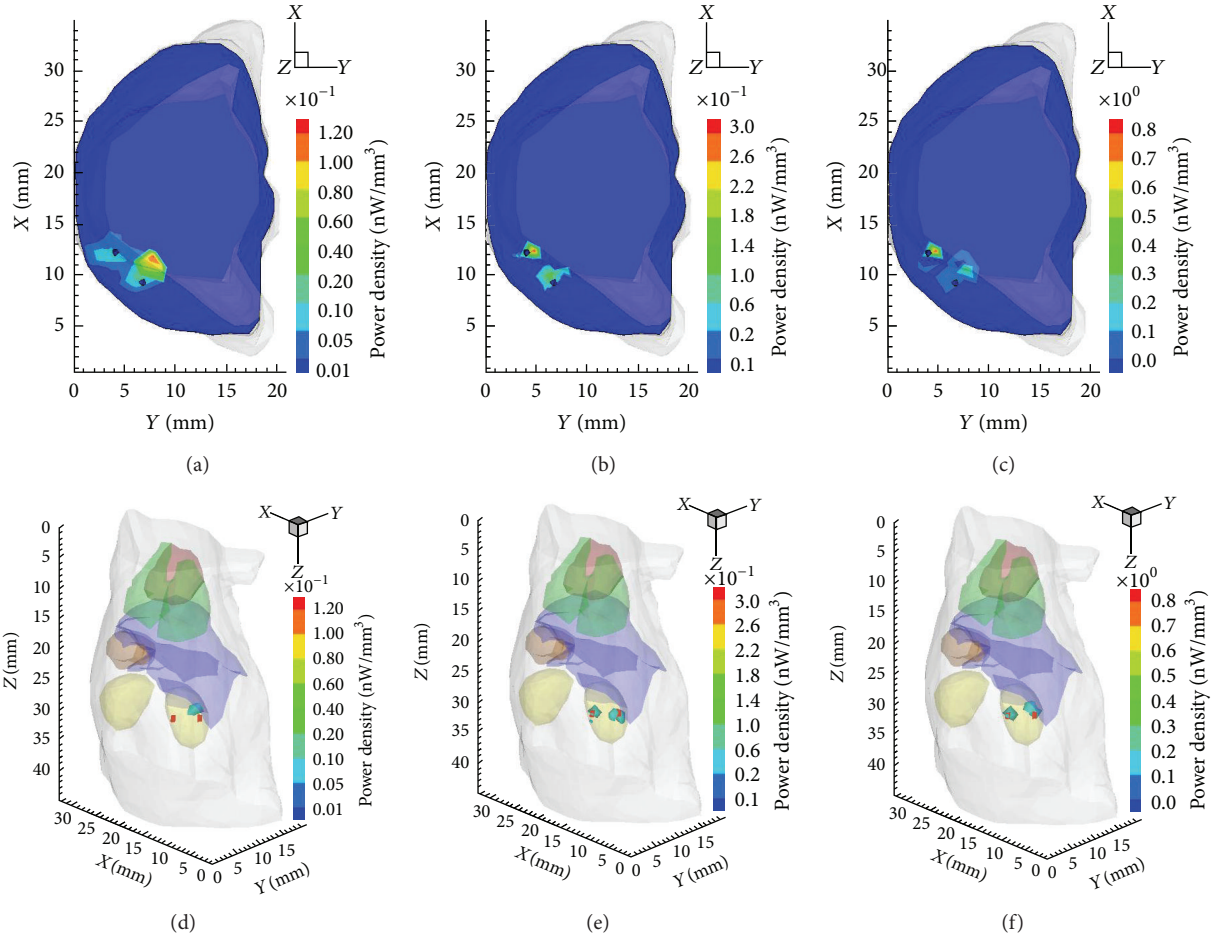 X
Z
Y
×10⁻¹
30
25
20
15
10
5
X (mm)
0 5 10 15 20
Y (mm)
1.20
1.00
0.80
0.60
0.40
0.20
0.10
0.05
0.01
Power density (nW/mm³)
(a)
X
Z
Y
×10⁻¹
30
25
20
15
10
5
X (mm)
0 5 10 15 20
Y (mm)
3.0
2.6
2.2
1.8
1.4
1.0
0.6
0.2
0.1
Power density (nW/mm³)
(b)
X
Z
Y
×10⁰
30
25
20
15
10
5
X (mm)
0 5 10 15 20
Y (mm)
0.8
0.7
0.6
0.5
0.4
0.3
0.2
0.1
0.0
Power density (nW/mm³)
(c)
X
Y
Z
×10⁻¹
0
5
10
15
20
25
30
35
40
Z (mm)
30 25 20 15 10 5 0
X (mm)
0 5 10 15
Y (mm)
1.20
1.00
0.80
0.60
0.40
0.20
0.10
0.05
0.01
Power density (nW/mm³)
(d)
X
Y
Z
×10⁻¹
0
5
10
15
20
25
30
35
40
Z (mm)
30 25 20 15 10 5 0
X (mm)
0 5 10 15
Y (mm)
3.0
2.6
2.2
1.8
1.4
1.0
0.6
0.2
0.1
Power density (nW/mm³)
(e)
X
Y
Z
×10⁰
0
5
10
15
20
25
30
35
40
Z (mm)
30 25 20 15 10 5 0
X (mm)
0 5 10 15
Y (mm)
0.8
0.7
0.6
0.5
0.4
0.3
0.2
0.1
0.0
Power density (nW/mm³)
(f)